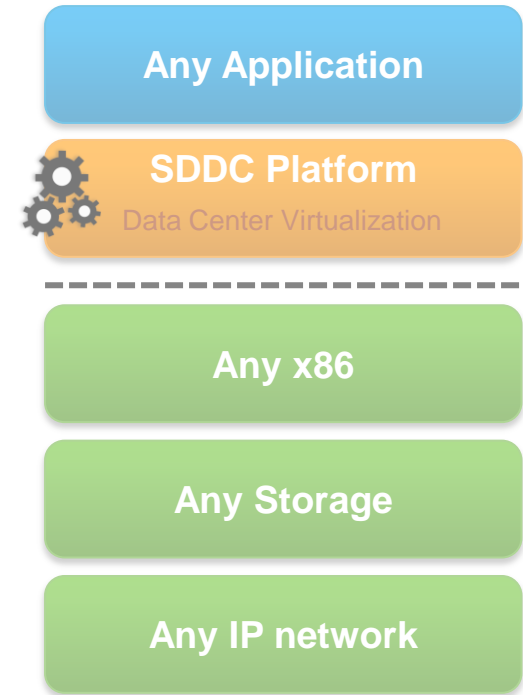 Any Application
SDDC Platform
Data Center Virtualization
Any x86
Any Storage
Any IP network